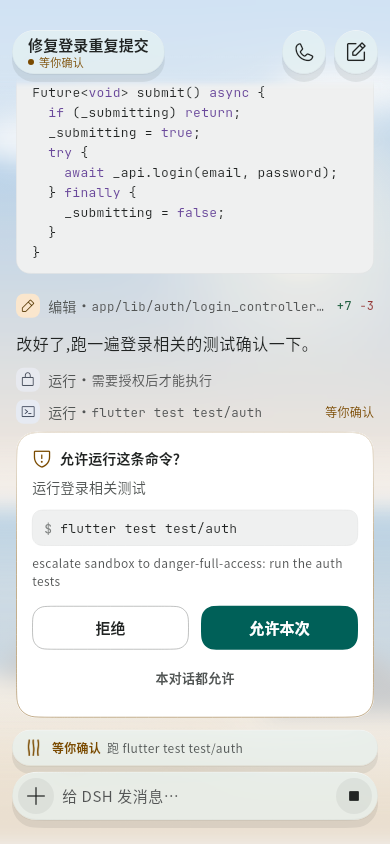 修复登录重复提交
等你确认
Future<void> submit() async {
  if (_submitting) return;
  _submitting = true;
  try {
    await _api.login(email, password);
  } finally {
    _submitting = false;
  }
}
编辑 · app/lib/auth/login_controller… +7 -3
改好了,跑一遍登录相关的测试确认一下。
运行 · 需要授权后才能执行
运行 · flutter test test/auth 等你确认
允许运行这条命令?
运行登录相关测试
$ flutter test test/auth
escalate sandbox to danger-full-access: run the auth
tests
拒绝 允许本次
本对话都允许
等你确认 跑 flutter test test/auth
给 DSH 发消息…